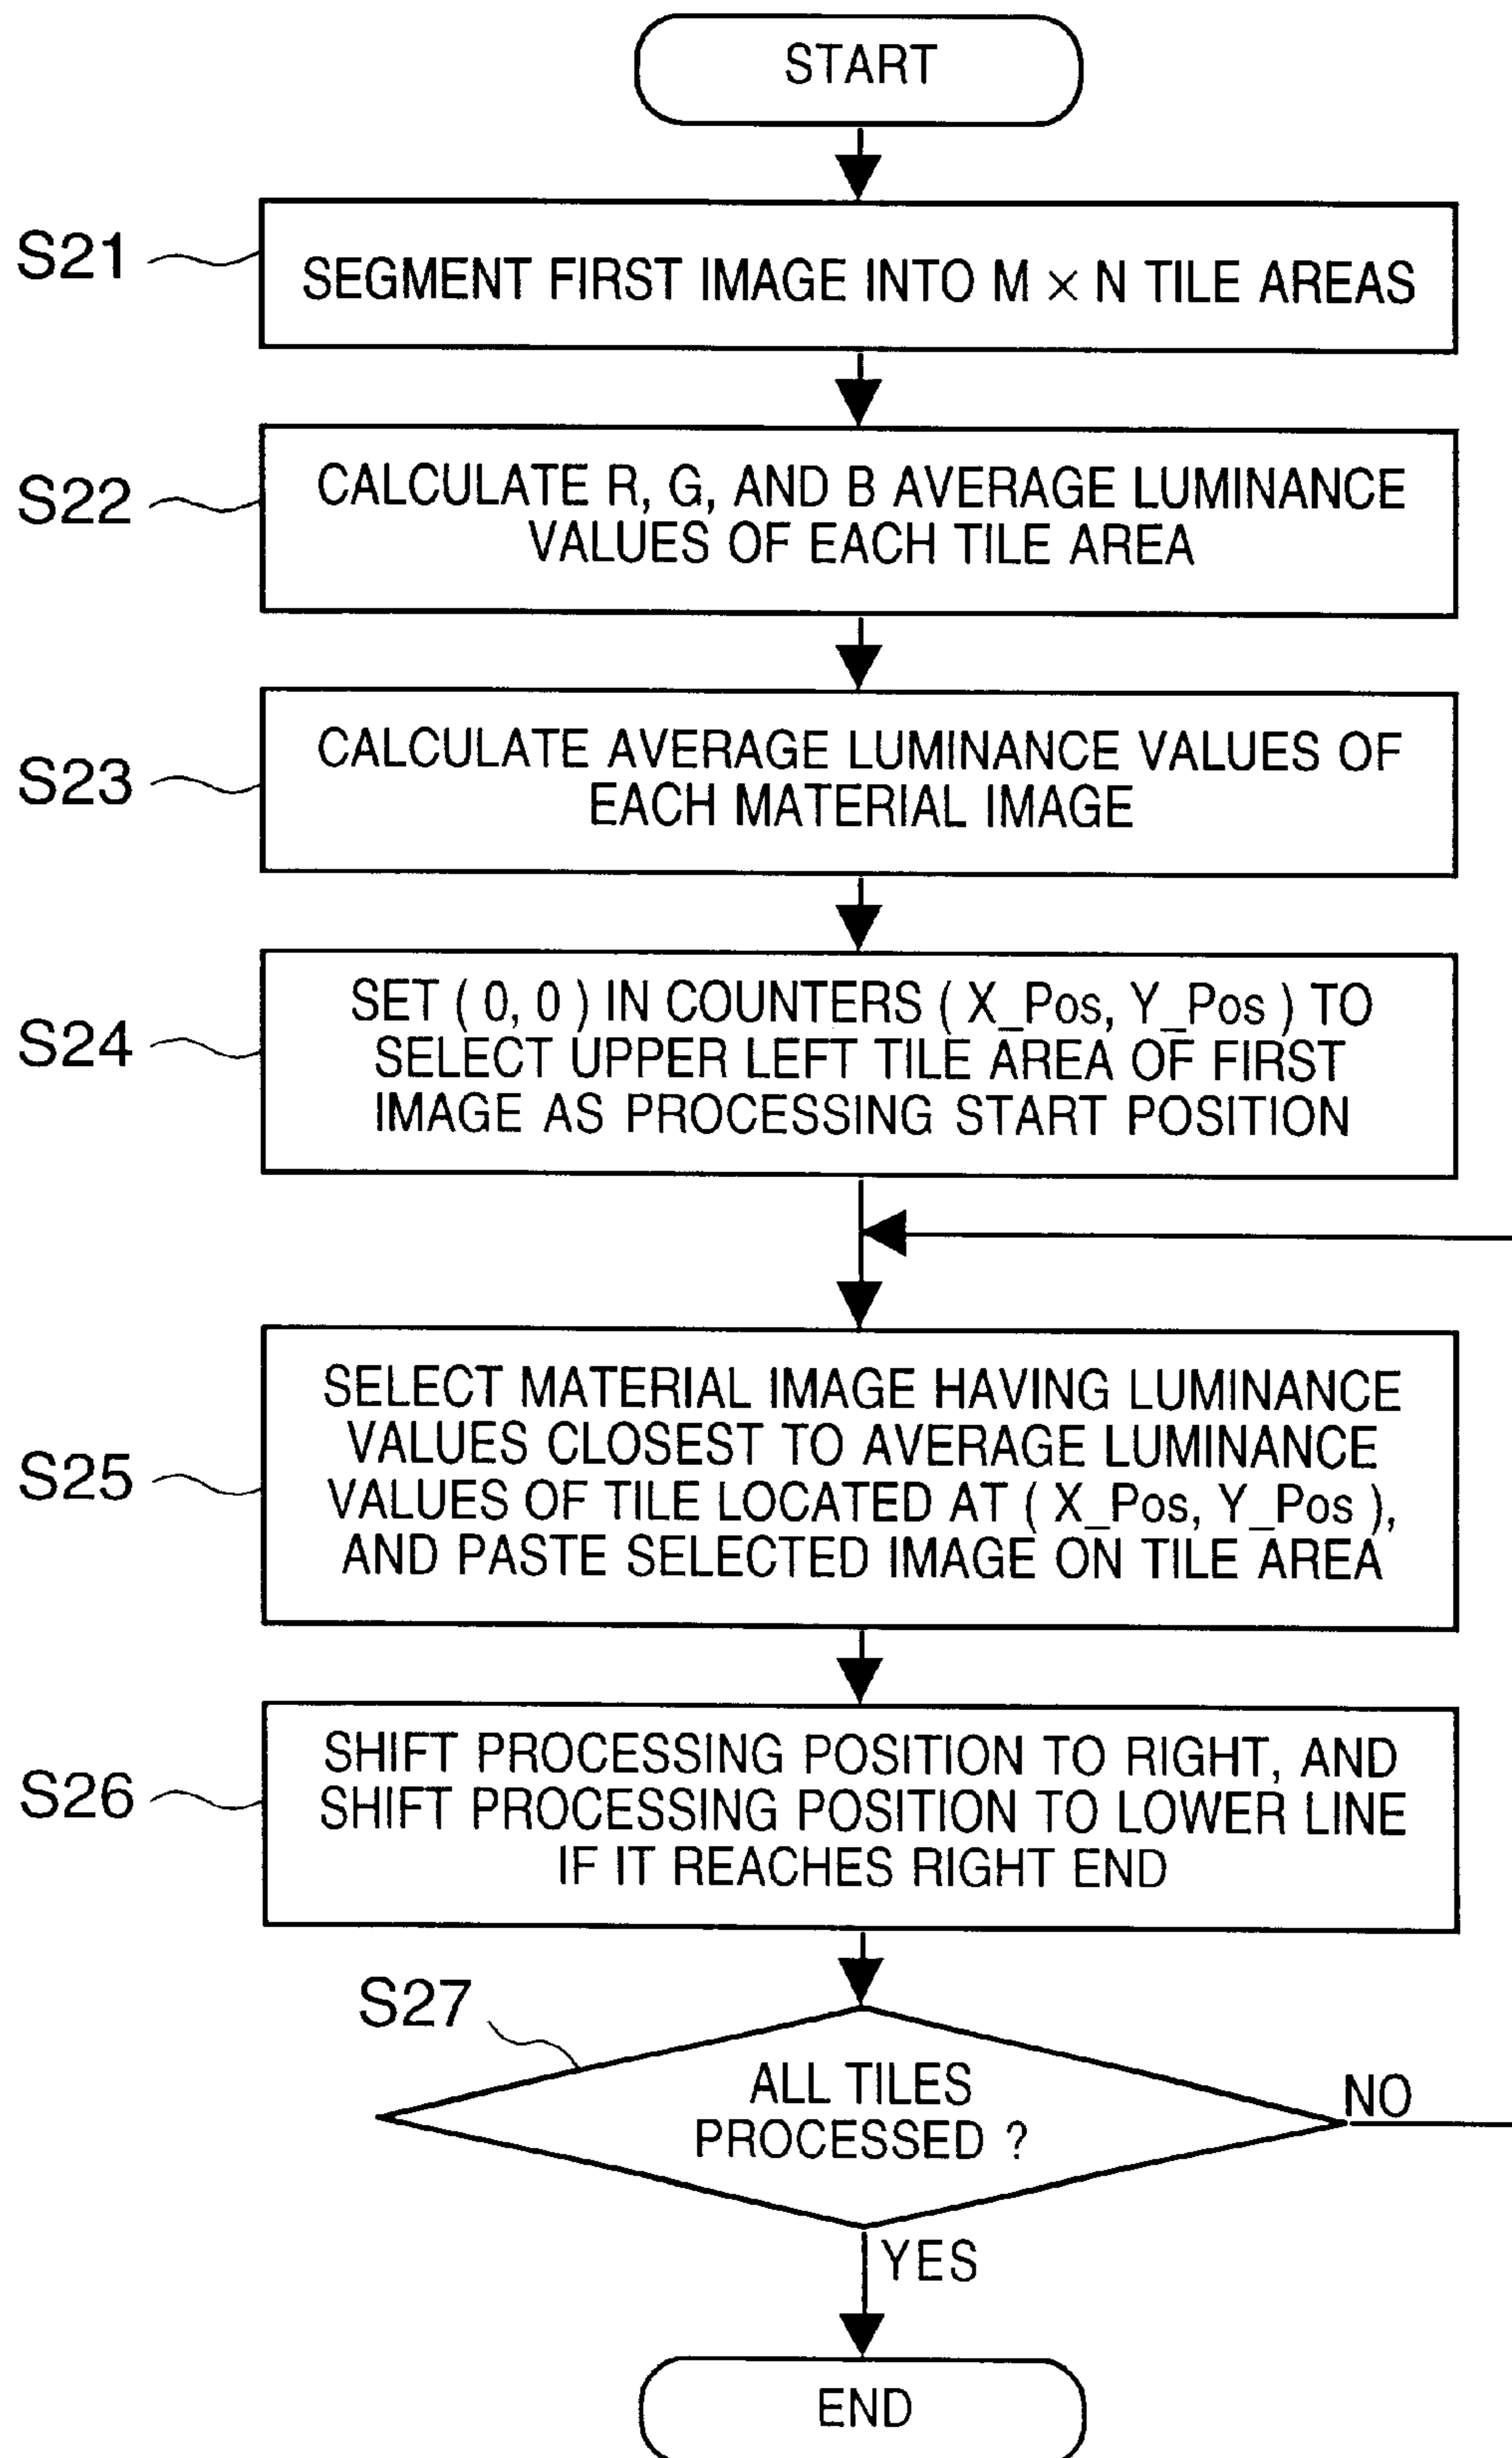 START
S21
SEGMENT FIRST IMAGE INTO M × N TILE AREAS
S22
CALCULATE R, G, AND B AVERAGE LUMINANCE
VALUES OF EACH TILE AREA
S23
CALCULATE AVERAGE LUMINANCE VALUES OF
EACH MATERIAL IMAGE
S24
SET ( 0, 0 ) IN COUNTERS ( X_Pos, Y_Pos ) TO
SELECT UPPER LEFT TILE AREA OF FIRST
IMAGE AS PROCESSING START POSITION
S25
SELECT MATERIAL IMAGE HAVING LUMINANCE
VALUES CLOSEST TO AVERAGE LUMINANCE
VALUES OF TILE LOCATED AT ( X_Pos, Y_Pos ),
AND PASTE SELECTED IMAGE ON TILE AREA
S26
SHIFT PROCESSING POSITION TO RIGHT, AND
SHIFT PROCESSING POSITION TO LOWER LINE
IF IT REACHES RIGHT END
S27
ALL TILES
PROCESSED ?
NO
YES
END